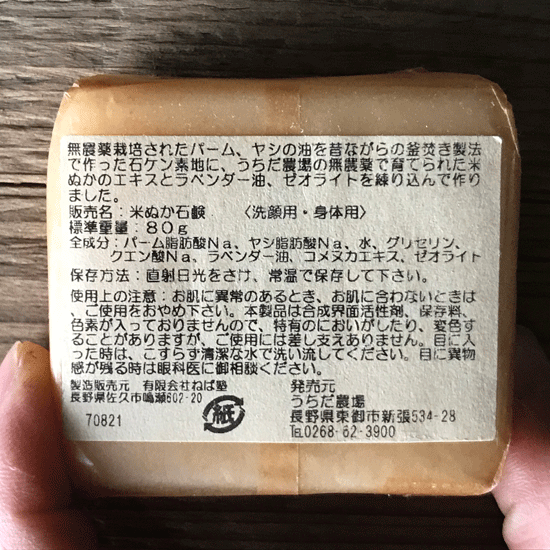 無農薬栽培されたパーム、ヤシの油を昔ながらの釜焚き製法
で作った石ケン素地に、うちだ農場の無農薬で育てられた米
ぬかのエキスとラベンダー油、ゼオライトを練り込んで作り
ました。
販売名：米ぬか石鹸　〈洗顔用・身体用〉
標準重量：80g
全成分：パーム脂肪酸Na、ヤシ脂肪酸Na、水、グリセリン、
クエン酸Na、ラベンダー油、コメヌカエキス、ゼオライト
保存方法：直射日光をさけ、常温で保存して下さい。
使用上の注意：お肌に異常のあるとき、お肌に合わないときは
、ご使用をおやめ下さい。本製品は合成界面活性剤、保存料、
色素が入っておりませんので、特有のにおいがしたり、変色す
ることがありますが、ご使用には差し支えありません。目に入
った時は、こすらず清潔な水で洗い流してください。目に異物
感が残る時は眼科医に御相談ください。
製造販売元　有限会社ねば塾
長野県佐久市鳴瀬602-20
70821
紙
発売元
うちだ農場
長野県東御市新張534-28
TEL0268-62-3900